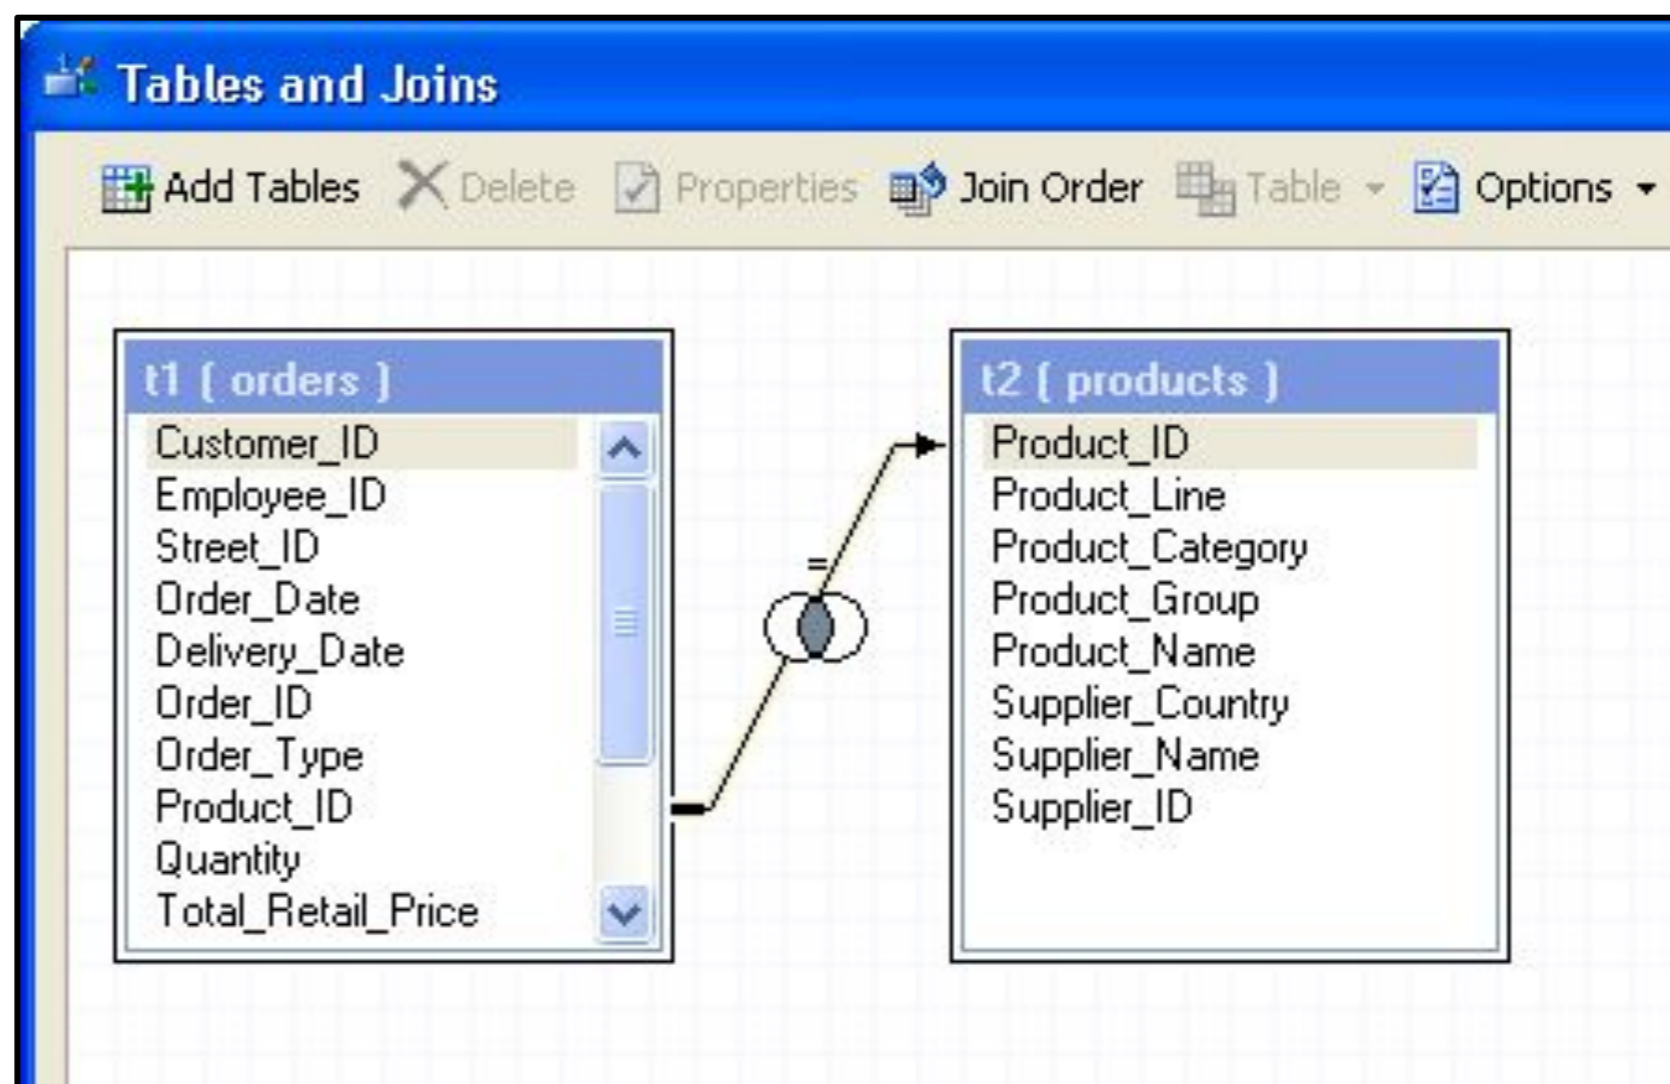 Tables and Joins
Add Tables Delete Properties Join Order Table Options
t1 ( orders )
Customer_ID
Employee_ID
Street_ID
Order_Date
Delivery_Date
Order_ID
Order_Type
Product_ID
Quantity
Total_Retail_Price
=
t2 ( products )
Product_ID
Product_Line
Product_Category
Product_Group
Product_Name
Supplier_Country
Supplier_Name
Supplier_ID